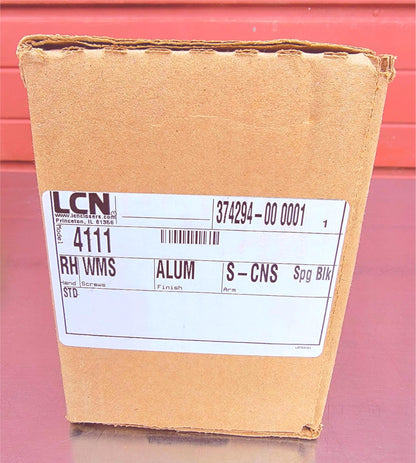 LCN
www.lcnclosers.com
Princeton, IL 61356
374294-00 0001 1
Model
4111
RH WMS ALUM S-CNS Spg Blk
Hand Screws Finish Arm
STD